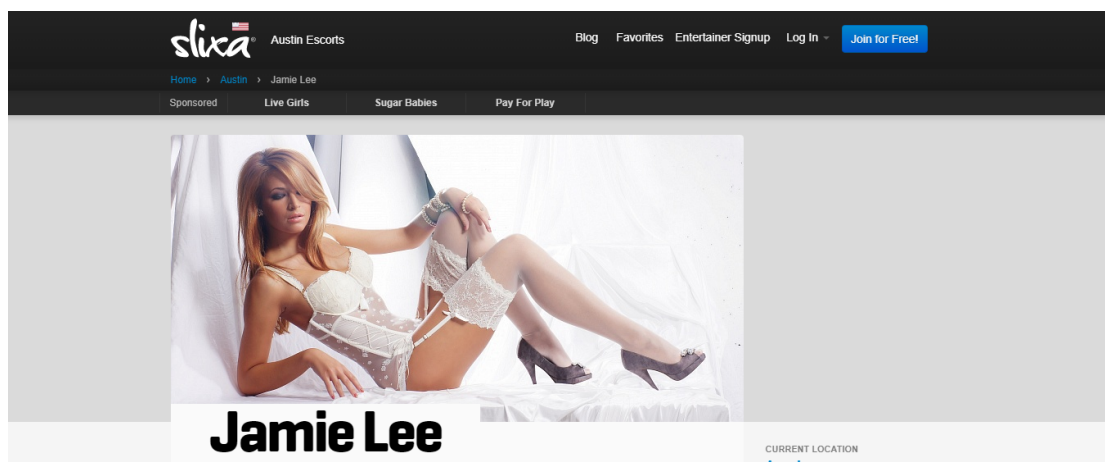 slixa® Austin Escorts Blog Favorites Entertainer Signup Log In Join for Free!
Home › Austin › Jamie Lee
Sponsored Live Girls Sugar Babies Pay For Play
Jamie Lee
CURRENT LOCATION